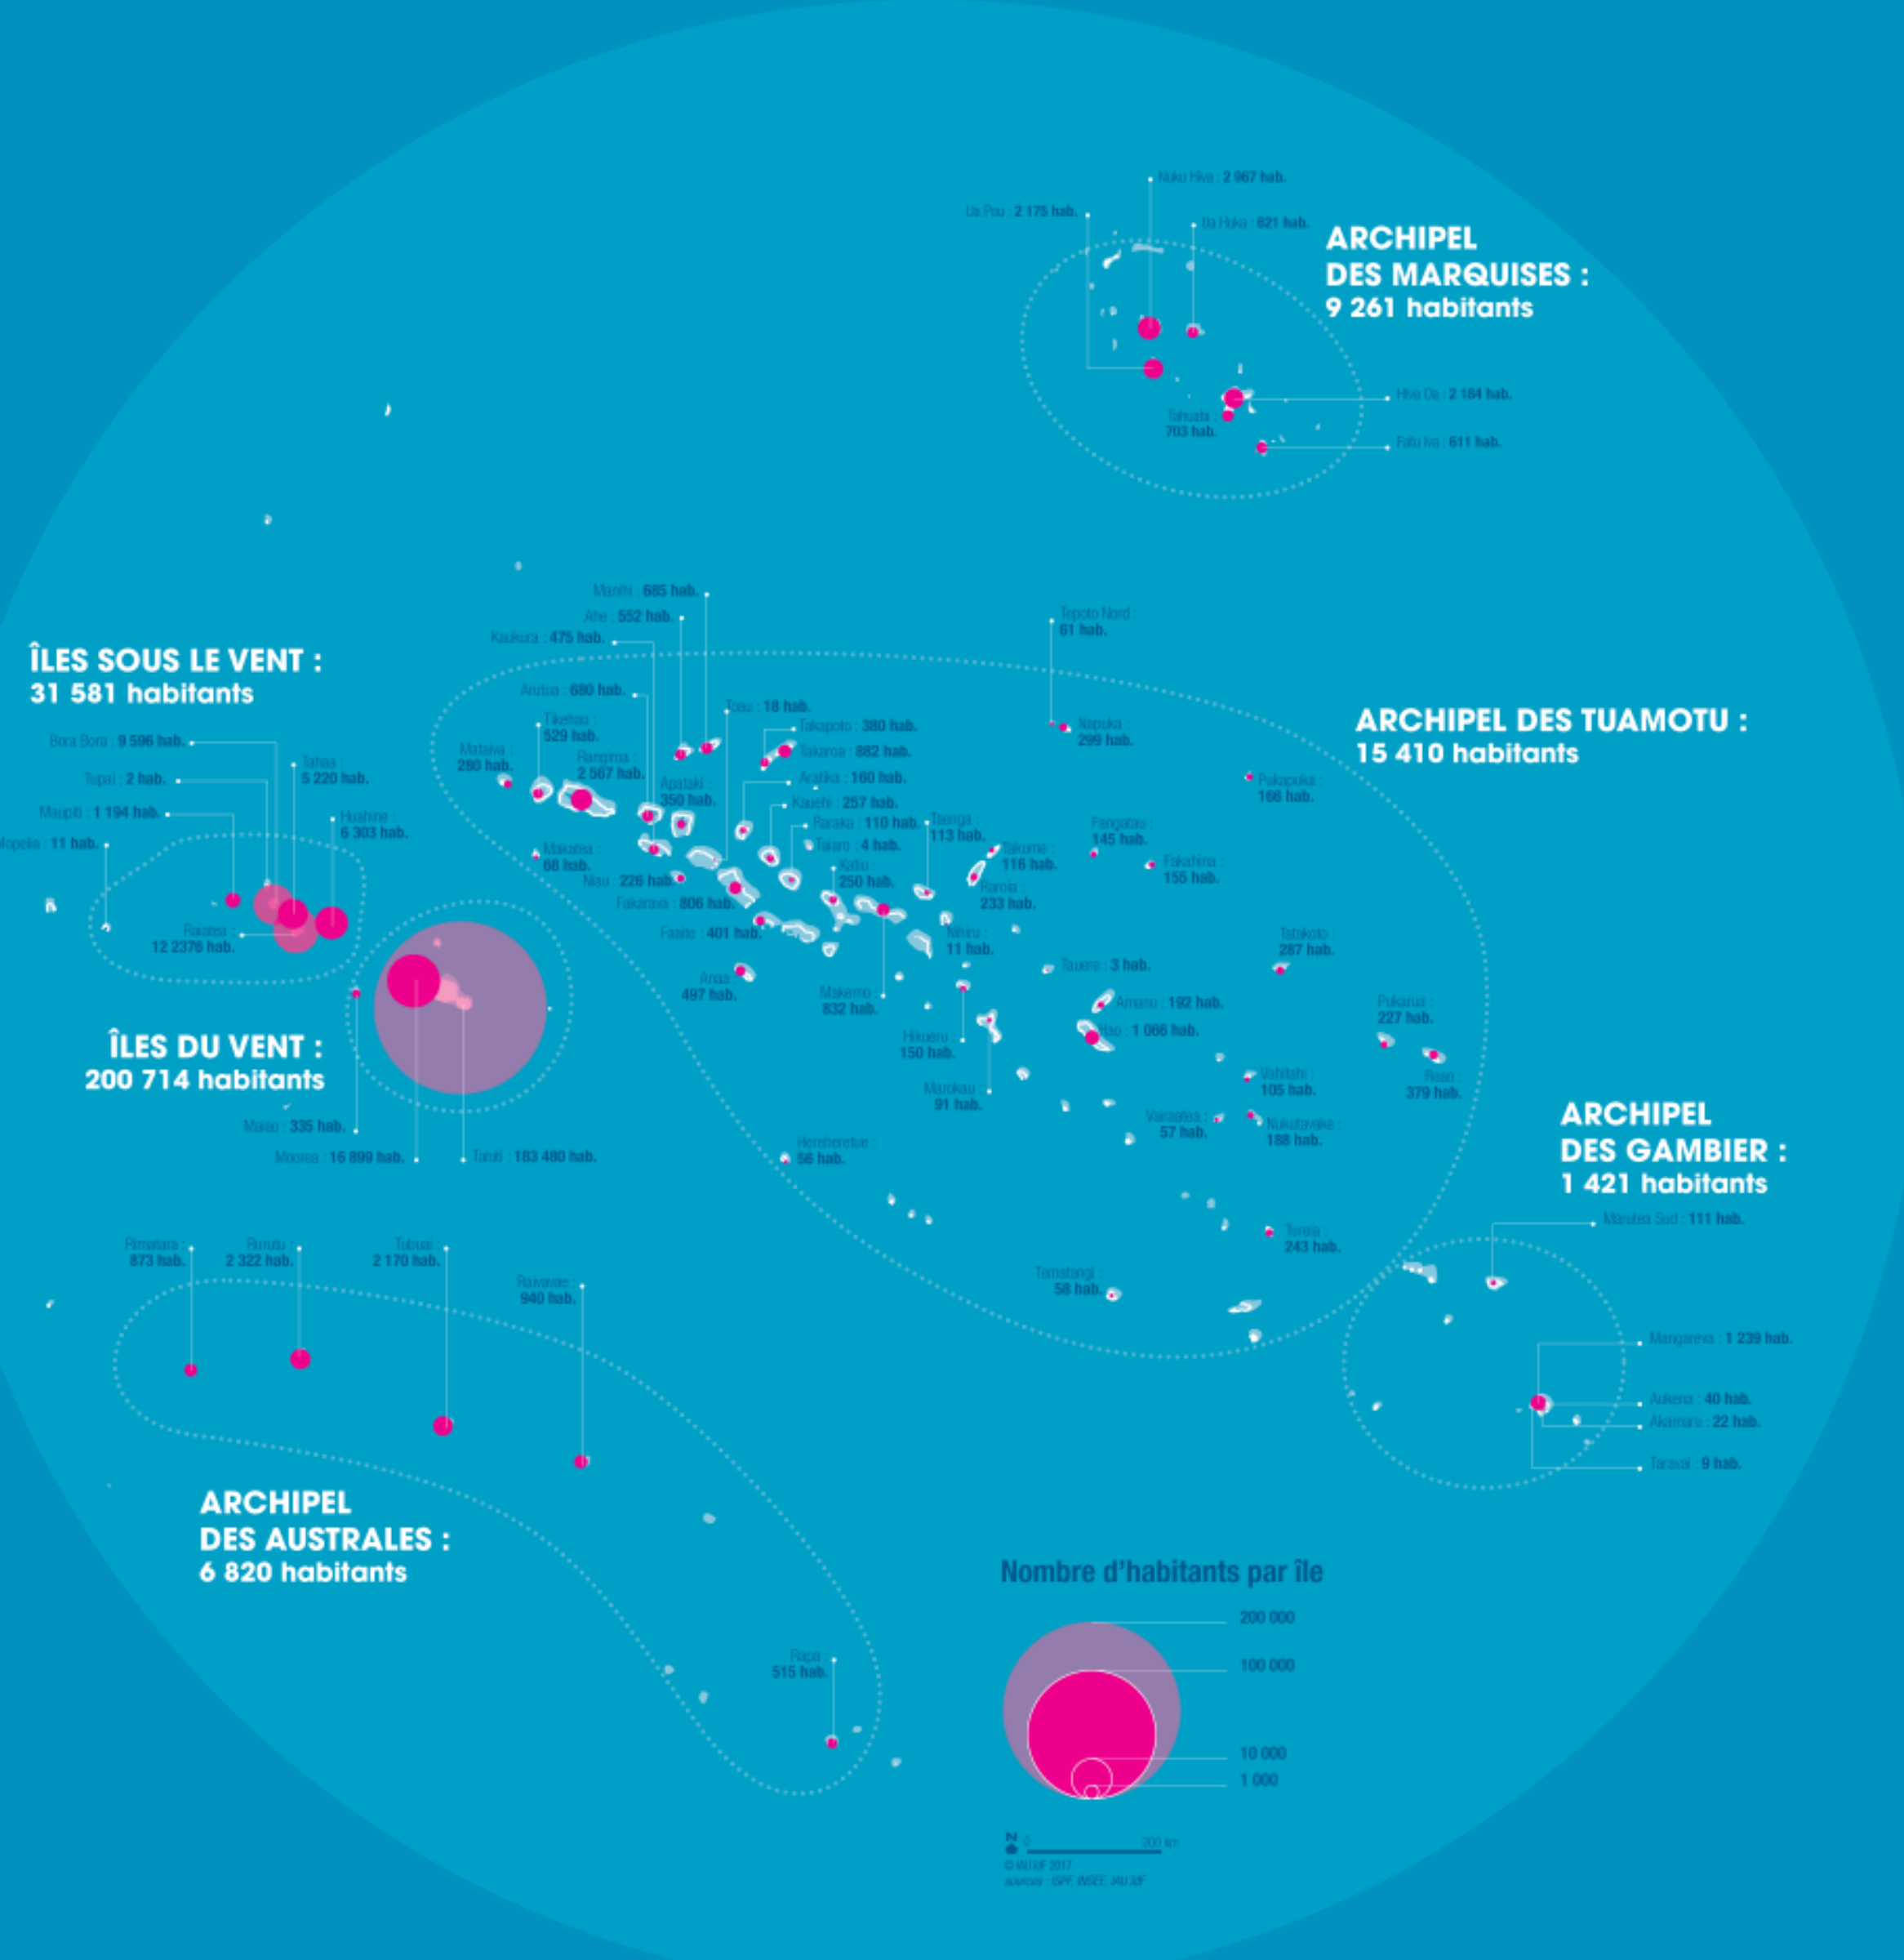 Nuku Hiva : 2 967 hab.
Ua Pou : 2 175 hab.
Ua Huka : 621 hab.
ARCHIPEL
DES MARQUISES :
9 261 habitants
Hiva Oa : 2 184 hab.
Tahuata :
703 hab.
Fatu Iva : 611 hab.
Manihi : 685 hab.
Ahe : 552 hab.
Kaukura : 475 hab.
Tepoto Nord :
61 hab.
ÎLES SOUS LE VENT :
31 581 habitants
Arutua : 680 hab.
Toau : 18 hab.
Tikehau :
529 hab.
Takapoto : 380 hab.
Napuka :
299 hab.
ARCHIPEL DES TUAMOTU :
15 410 habitants
Bora Bora : 9 596 hab.
Tahaa :
5 220 hab.
Mataiva :
280 hab.
Rangiroa :
2 567 hab.
Takaroa : 882 hab.
Tupai : 2 hab.
Apataki :
350 hab.
Aratika : 160 hab.
Pukapuka :
166 hab.
Maupiti : 1 194 hab.
Huahine :
6 303 hab.
Kauehi : 257 hab.
Raraka : 110 hab.
Taenga :
113 hab.
Fangatau :
145 hab.
Mopelia : 11 hab.
Makatea :
68 hab.
Taiaro : 4 hab.
Takume :
116 hab.
Fakahina :
155 hab.
Niau : 226 hab.
Katiu :
250 hab.
Raroia :
233 hab.
Fakarava : 806 hab.
Raiatea :
12 2376 hab.
Faaite : 401 hab.
Nihiru :
11 hab.
Tatakoto :
287 hab.
Tauere : 3 hab.
Anaa :
497 hab.
Makemo :
832 hab.
Amanu : 192 hab.
Pukarua :
227 hab.
Hao : 1 066 hab.
ÎLES DU VENT :
200 714 habitants
Hikueru :
150 hab.
Vahitahi :
105 hab.
Reao :
379 hab.
Marokau :
91 hab.
Maiao : 335 hab.
Vairaatea :
57 hab.
Nukutavake :
188 hab.
Moorea : 16 899 hab.
Tahiti : 183 480 hab.
Hereheretue :
56 hab.
ARCHIPEL
DES GAMBIER :
1 421 habitants
Marutea Sud : 111 hab.
Rimatara :
873 hab.
Rurutu :
2 322 hab.
Tubuai :
2 170 hab.
Tureia :
243 hab.
Raivavae :
940 hab.
Tematangi :
58 hab.
Mangareva : 1 239 hab.
Aukena : 40 hab.
Akamaru : 22 hab.
Taravai : 9 hab.
ARCHIPEL
DES AUSTRALES :
6 820 habitants
Nombre d'habitants par île
200 000
100 000
10 000
1 000
Rapa :
515 hab.
N
0 200 km
© IAU îdF 2017
sources : ISPF, INSEE, IAU îdF